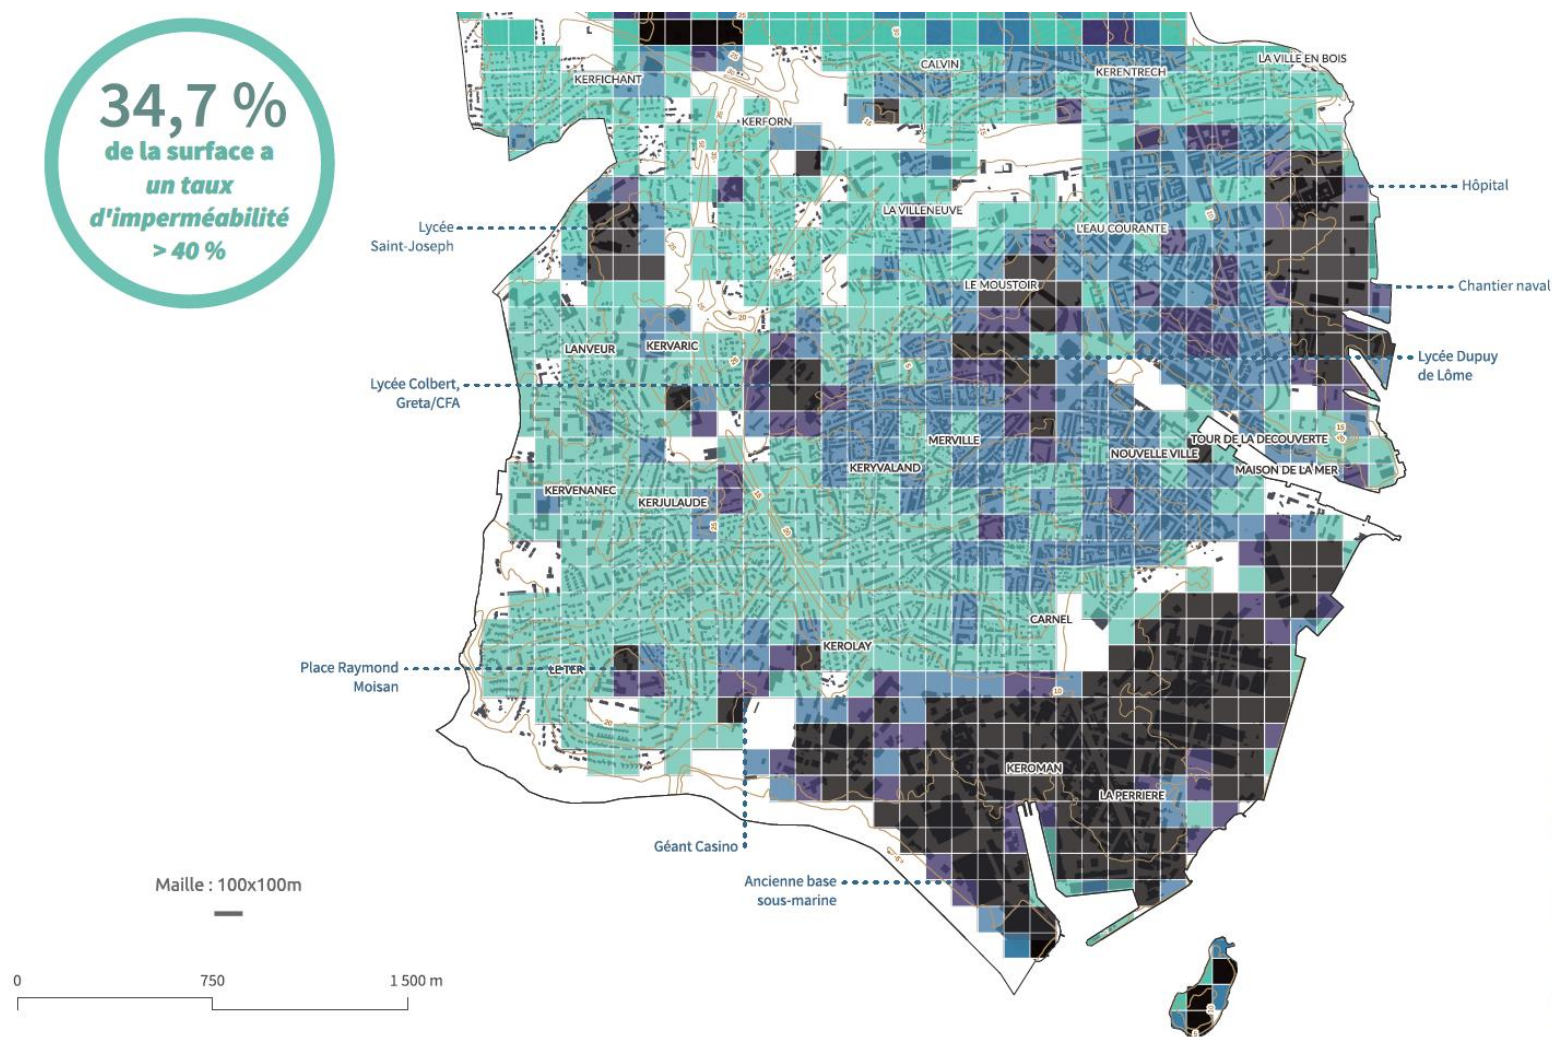 34,7 %
de la surface a
un taux
d'imperméabilité
> 40 %
LA VILLE EN BOIS
CALVIN
KERENTRECH
KERFICHANT
KERFORN
Hôpital
LA VILLENEUVE
Lycée
Saint-Joseph
L'EAU COURANTE
LE MOUSTOIR
Chantier naval
LANVEUR
KERVARIC
Lycée Dupuy
de Lôme
Lycée Colbert,
Greta/CFA
MERVILLE
TOUR DE LA DECOUVERTE
NOUVELLE VILLE
KERYVALAND
MAISON DE LA MER
KERVENANEC
KERJULAUDE
CARNEL
KEROLAY
Place Raymond
Moisan
LE TER
KEROMAN
LA PERRIERE
Géant Casino
Ancienne base
sous-marine
Maille : 100x100m
0 750 1 500 m